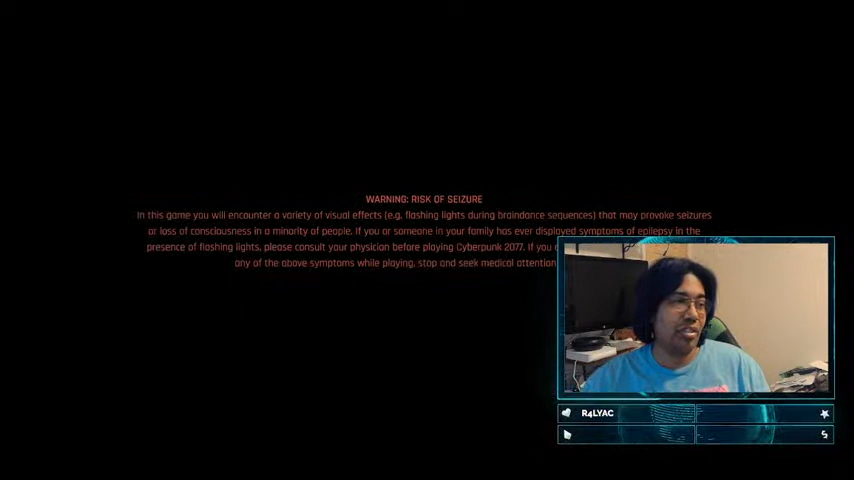 WARNING: RISK OF SEIZURE
In this game you will encounter a variety of visual effects (e.g. flashing lights during braindance sequences) that may provoke seizures
or loss of consciousness in a minority of people. If you or someone in your family has ever displayed symptoms of epilepsy in the
presence of flashing lights, please consult your physician before playing Cyberpunk 2077. If you
any of the above symptoms while playing, stop and seek medical attention
R4LYAC